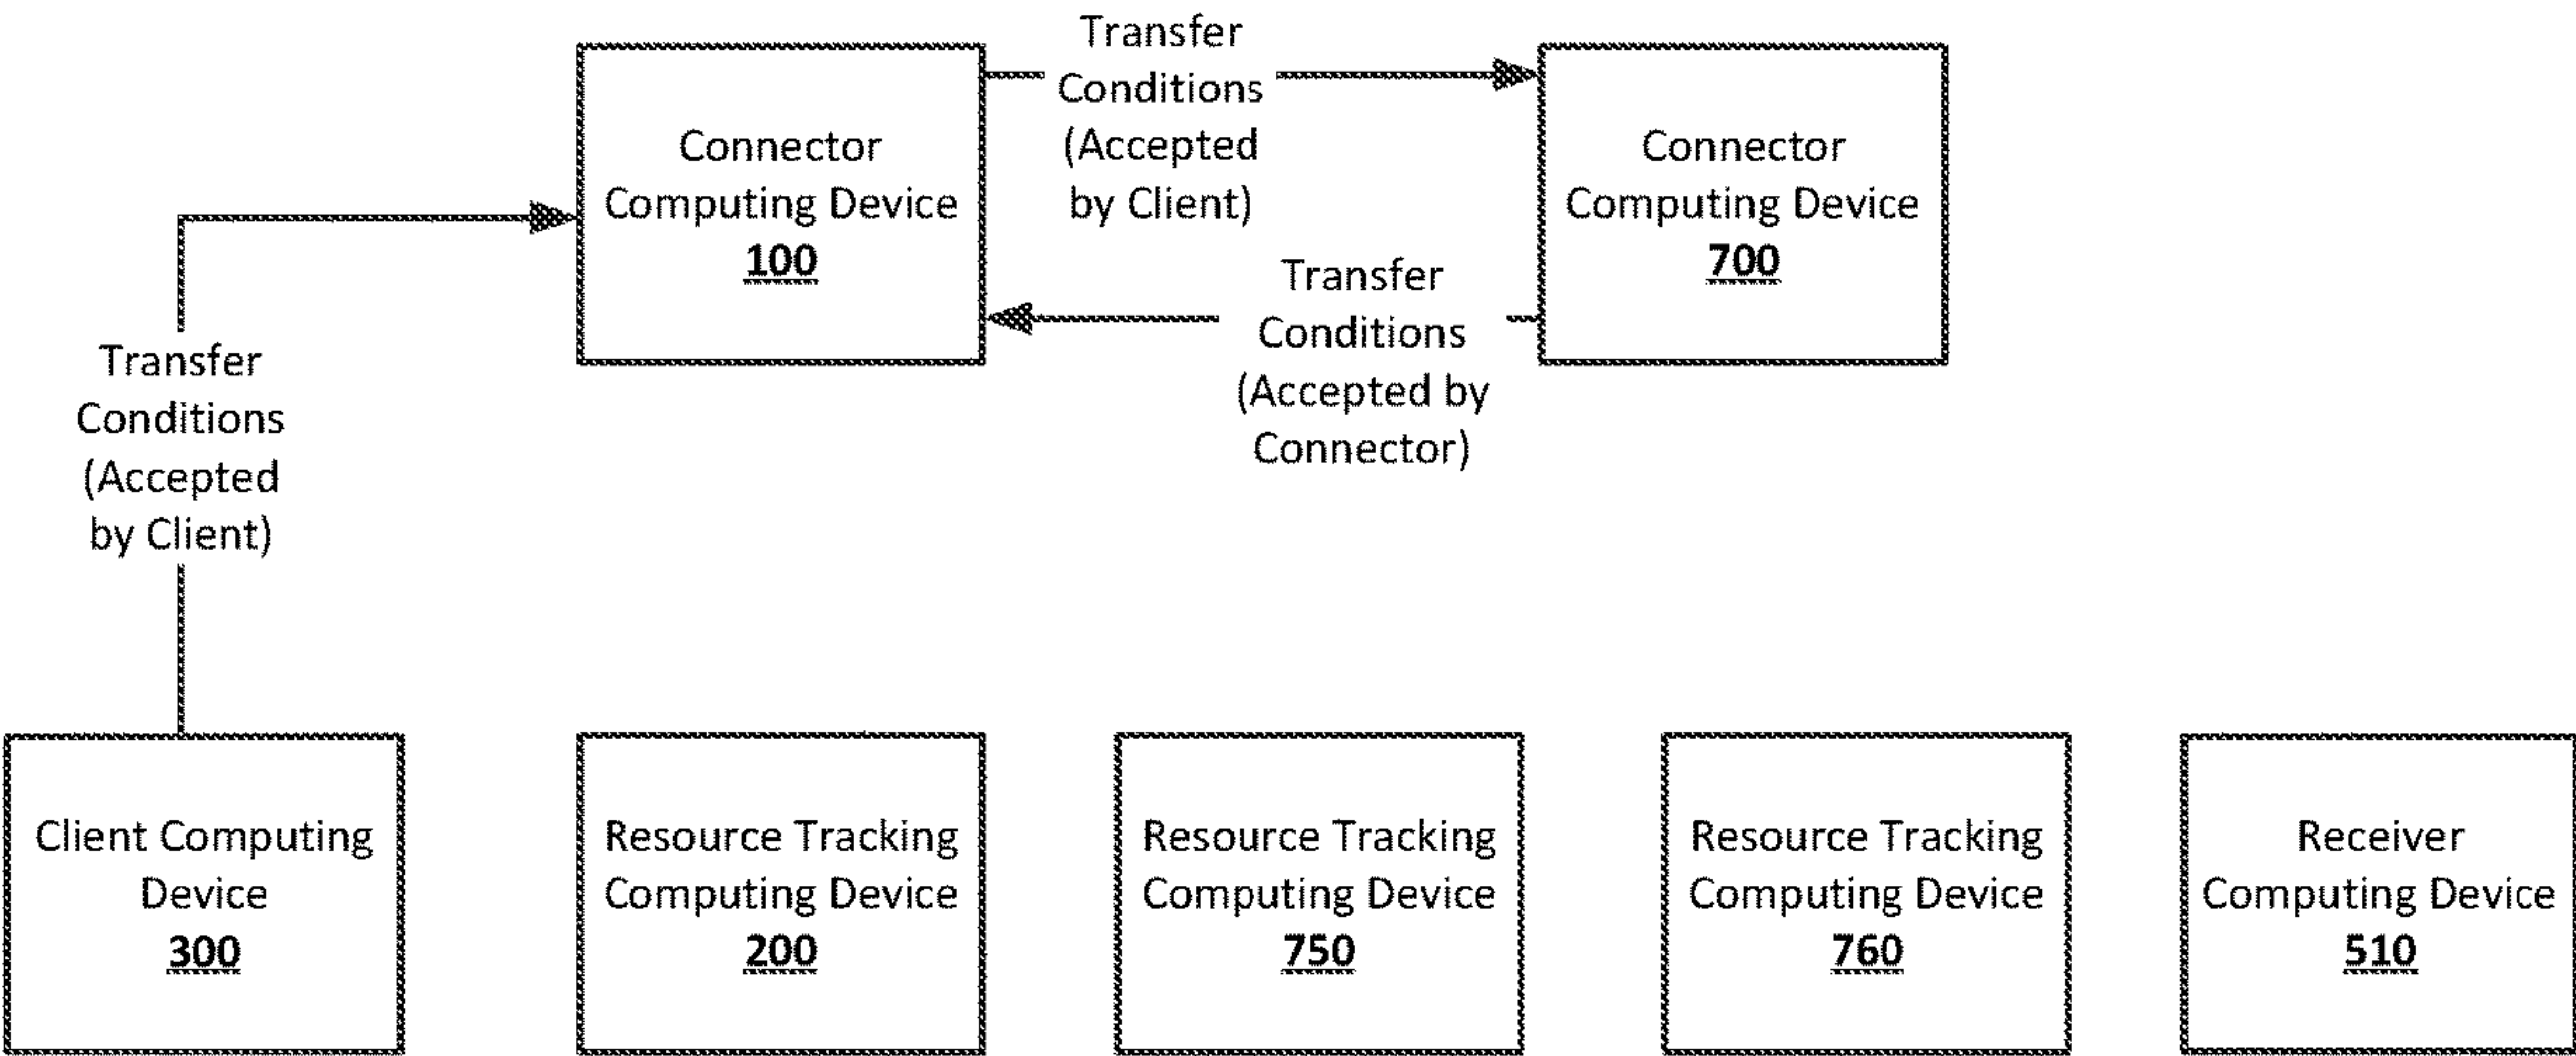 Transfer
Conditions
(Accepted
by Client)
Connector
Computing Device
100
Transfer
Conditions
(Accepted
by Client)
Connector
Computing Device
700
Transfer
Conditions
(Accepted by
Connector)
Client Computing
Device
300
Resource Tracking
Computing Device
200
Resource Tracking
Computing Device
750
Resource Tracking
Computing Device
760
Receiver
Computing Device
510